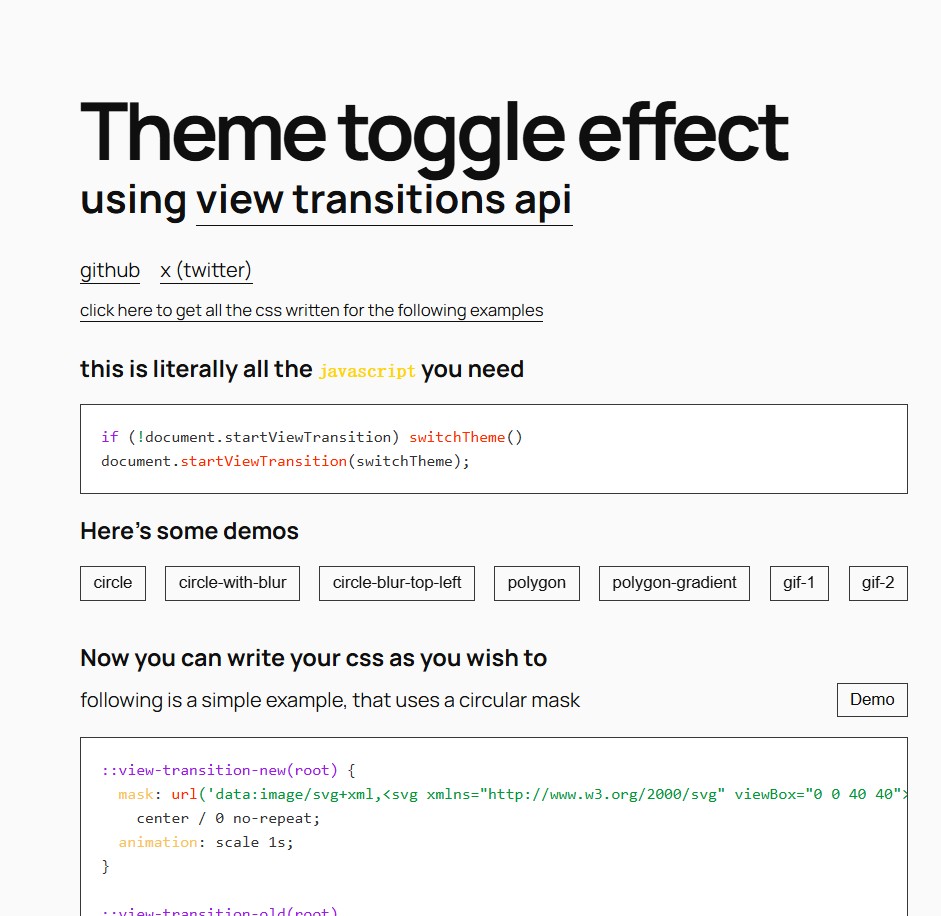 Theme toggle effect
using view transitions api
github x (twitter)
click here to get all the css written for the following examples
this is literally all the javascript you need
if (!document.startViewTransition) switchTheme()
document.startViewTransition(switchTheme);
Here's some demos
circle circle-with-blur circle-blur-top-left polygon polygon-gradient gif-1 gif-2
Now you can write your css as you wish to
following is a simple example, that uses a circular mask Demo
::view-transition-new(root) {
mask: url('data:image/svg+xml,<svg xmlns="http://www.w3.org/2000/svg" viewBox="0 0 40 40">
center / 0 no-repeat;
animation: scale 1s;
}
::view-transition-old(root)